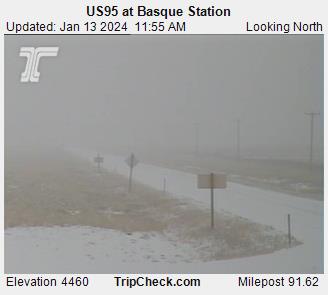 US95 at Basque Station
Updated: Jan 13 2024 11:55 AM Looking North
Elevation 4460 TripCheck.com Milepost 91.62